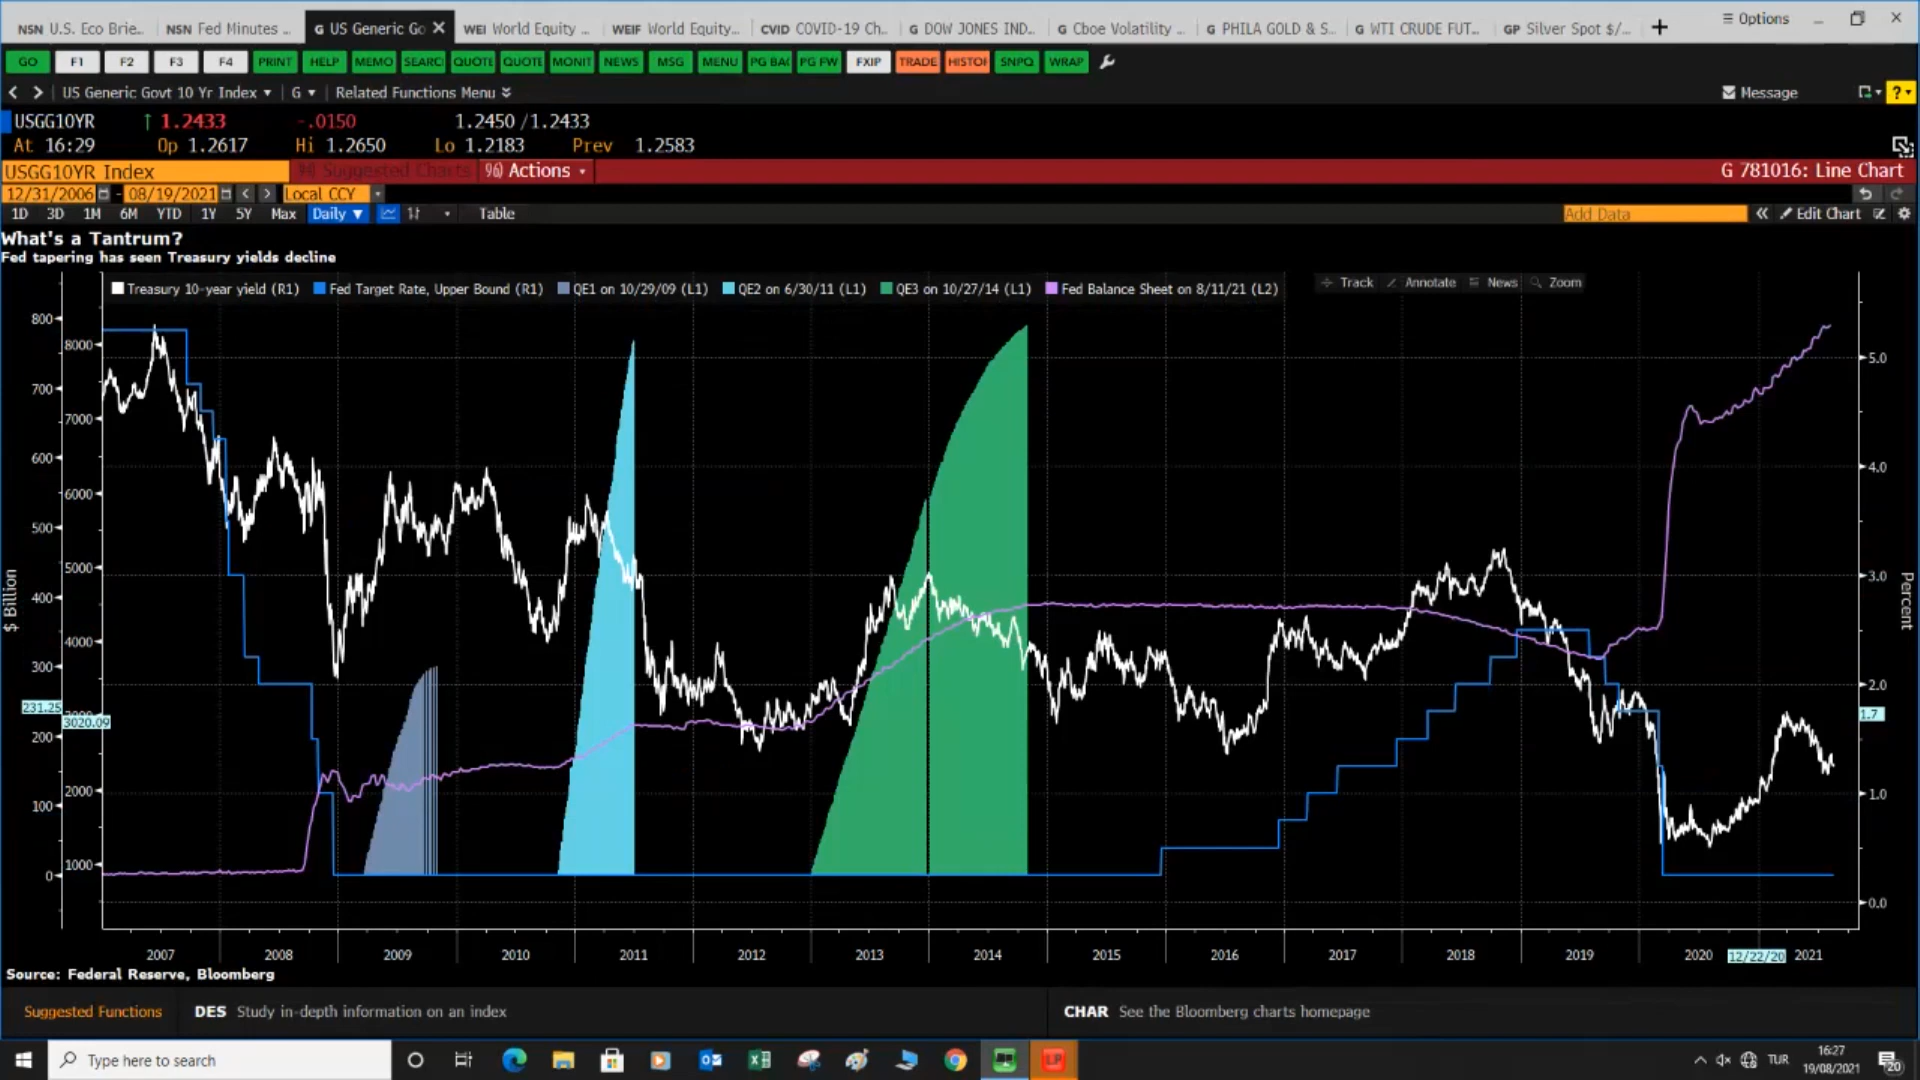 NSN U.S. Eco Brie... NSN Fed Minutes ... G US Generic Go WEI World Equity ... WEIF World Equity... CVID COVID-19 Ch... G DOW JONES IND... G Cboe Volatility ... G PHILA GOLD & S... G WTI CRUDE FUT... GP Silver Spot $/... + Options
GO F1 F2 F3 F4 PRINT HELP MEMO SEARC QUOTE QUOTE MONIT NEWS MSG MENU PG BAC PG FW FXIP TRADE HISTOR SNPQ WRAP
US Generic Govt 10 Yr Index G Related Functions Menu Message ?
USGG10YR 1.2433 -.0150 1.2450 /1.2433
At 16:29 Op 1.2617 Hi 1.2650 Lo 1.2183 Prev 1.2583
USGG10YR Index Suggested Charts 96) Actions G 781016: Line Chart
12/31/2006 - 08/19/2021 Local CCY
1D 3D 1M 6M YTD 1Y 5Y Max Daily ▼ Table Add Data Edit Chart
What's a Tantrum?
Fed tapering has seen Treasury yields decline
Treasury 10-year yield (R1) Fed Target Rate, Upper Bound (R1) QE1 on 10/29/09 (L1) QE2 on 6/30/11 (L1) QE3 on 10/27/14 (L1) Fed Balance Sheet on 8/11/21 (L2) Track Annotate News Zoom
800
8000 5.0
700
7000
600 4.0
6000
500
5000 3.0
400
4000
300
2.0
231.25 3020.09 1.7
200
2000 1.0
100
1000
0
0.0
$ Billion
Percent
2007 2008 2009 2010 2011 2012 2013 2014 2015 2016 2017 2018 2019 2020 12/22/20 2021
Source: Federal Reserve, Bloomberg
Suggested Functions DES Study in-depth information on an index CHAR See the Bloomberg charts homepage
Type here to search TUR 16:27
19/08/2021 20